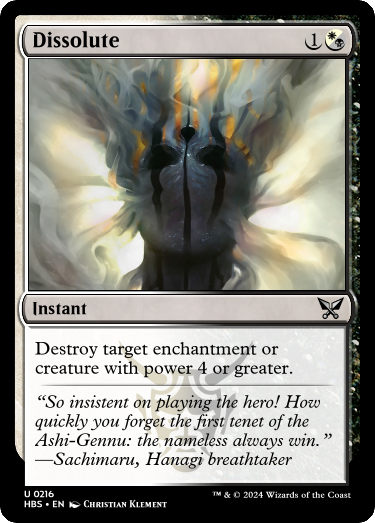 Dissolute 1
Instant
Destroy target enchantment or
creature with power 4 or greater.
“So insistent on playing the hero! How
quickly you forget the first tenet of the
Ashi-Gennu: the nameless always win.”
—Sachimaru, Hanagi breathtaker
U 0216
HBS • EN Christian Klement
™ & © 2024 Wizards of the Coast